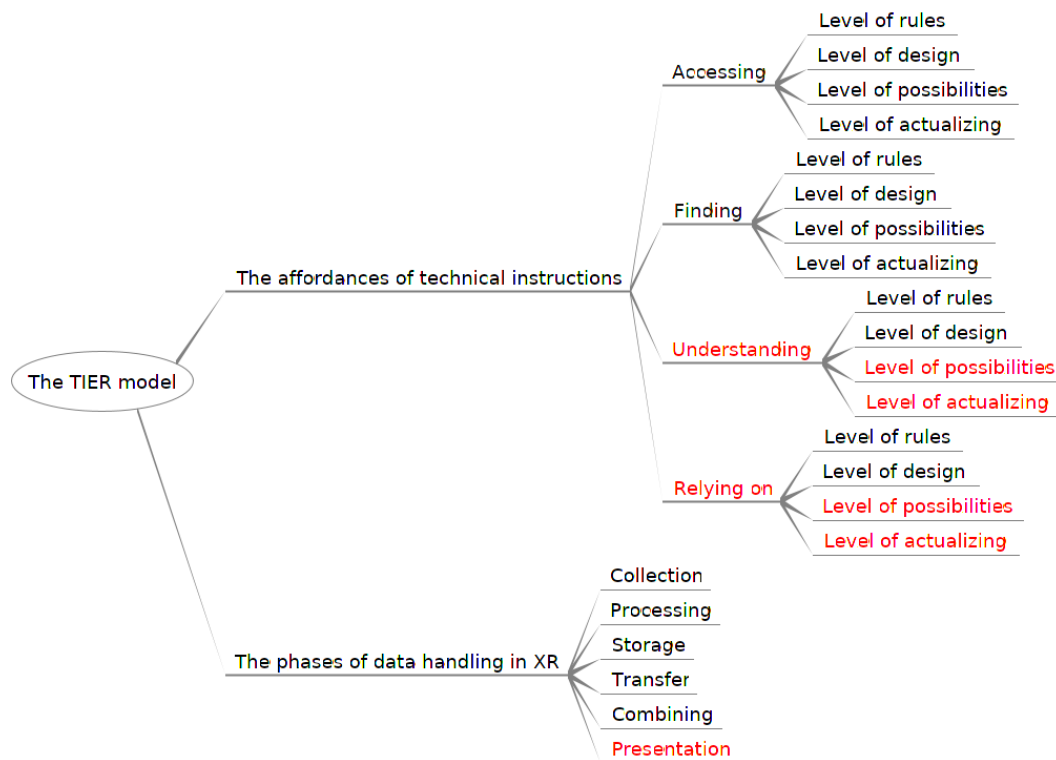 Level of rules
Level of design
Accessing
Level of possibilities
Level of actualizing
Level of rules
Level of design
Finding
Level of possibilities
Level of actualizing
The affordances of technical instructions
Level of rules
Level of design
Understanding
Level of possibilities
The TIER model
Level of actualizing
Level of rules
Level of design
Relying on
Level of possibilities
Level of actualizing
Collection
Processing
Storage
The phases of data handling in XR
Transfer
Combining
Presentation